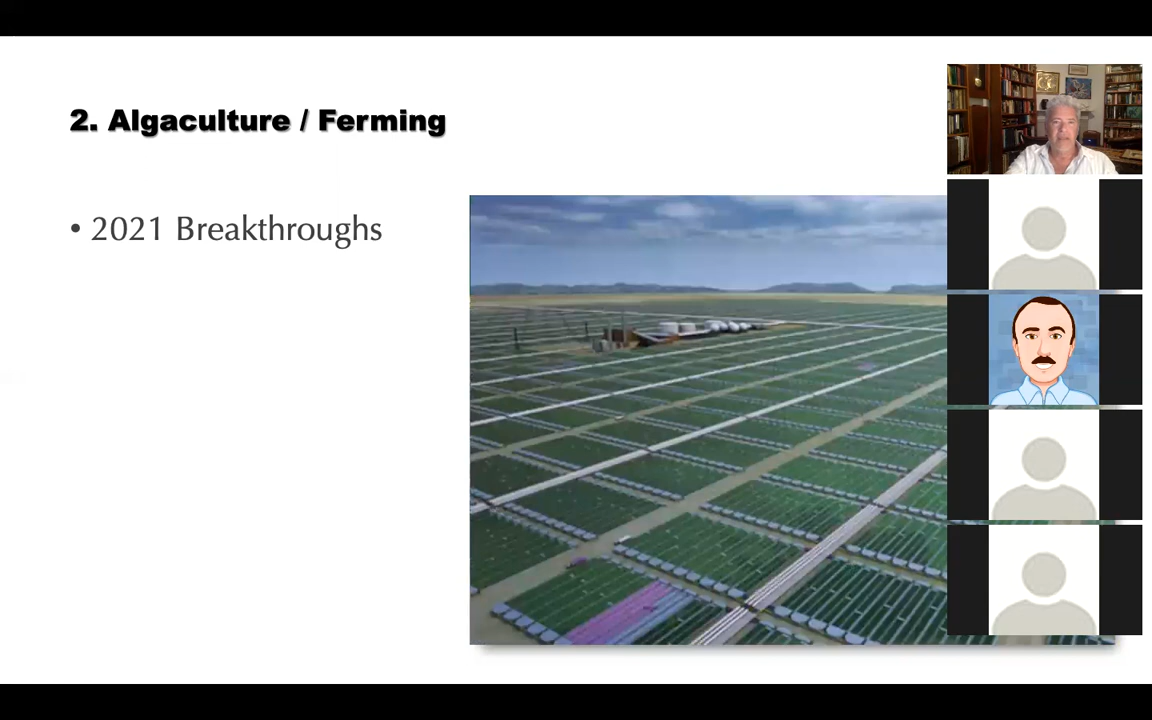 2. Algaculture / Ferming
• 2021 Breakthroughs